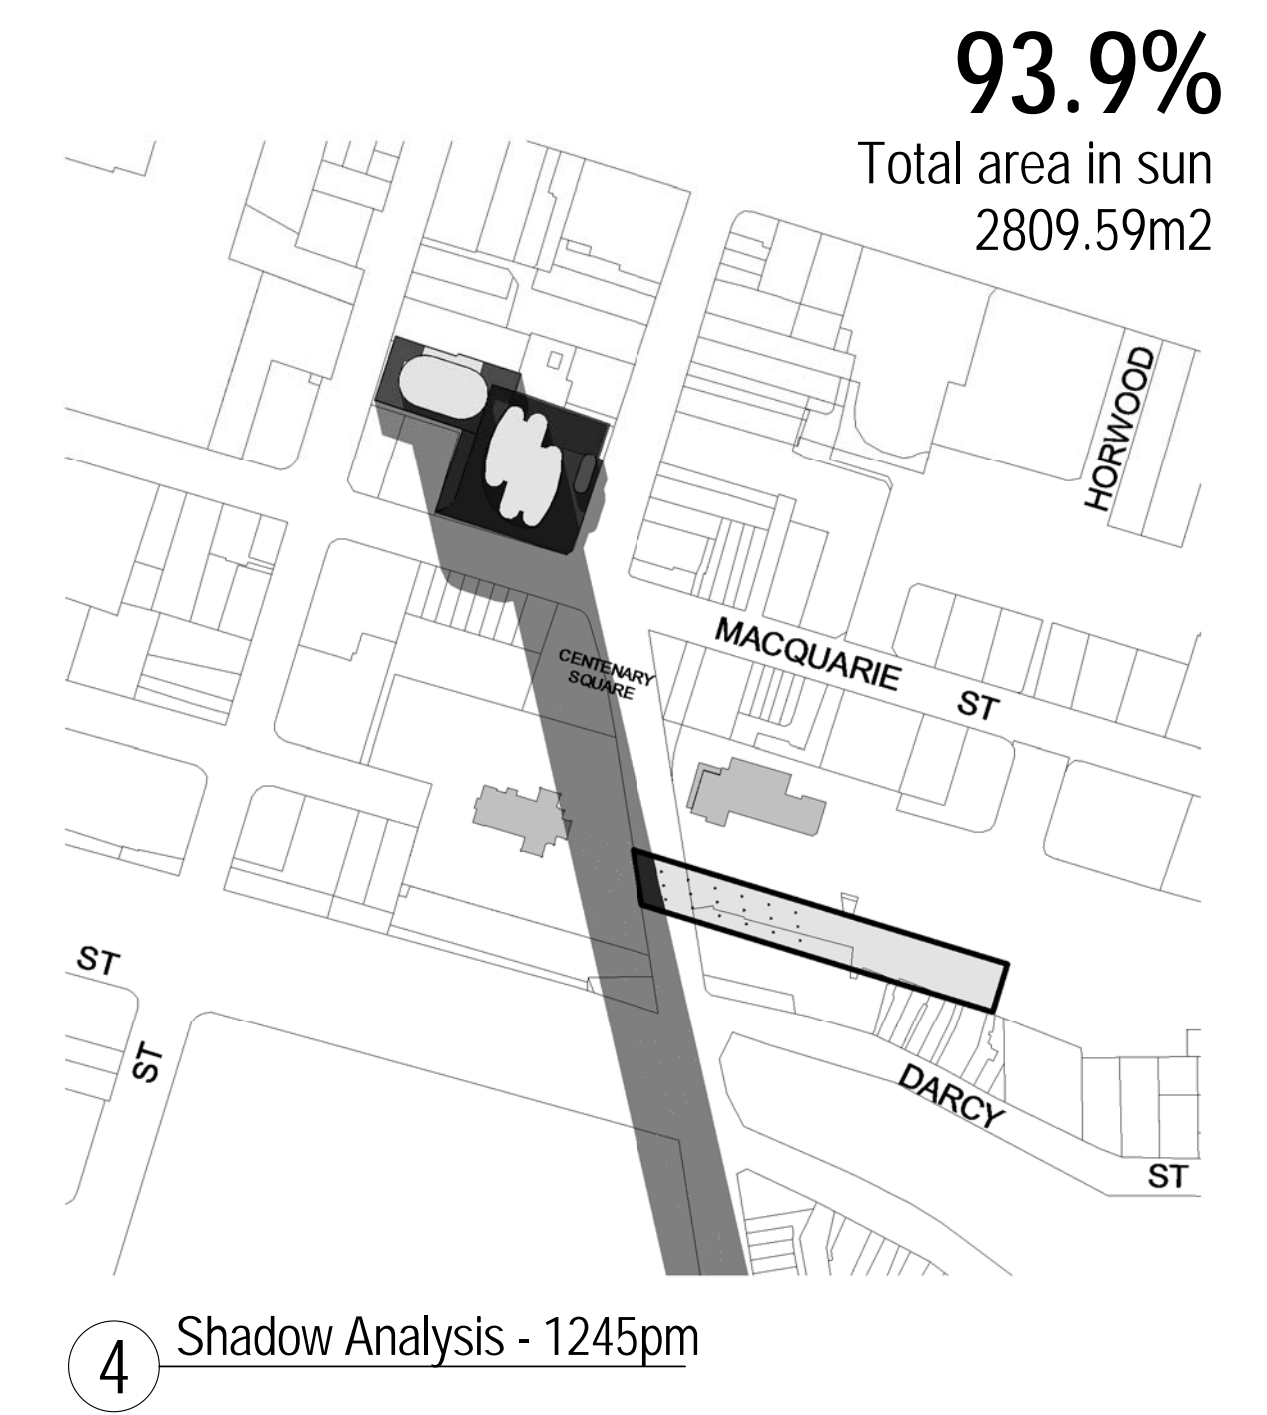 93.9%
Total area in sun
2809.59m2
HORWOOD
MACQUARIE ST
CENTENARY
SQUARE
ST
ST
DARCY
ST
4
Shadow Analysis - 1245pm